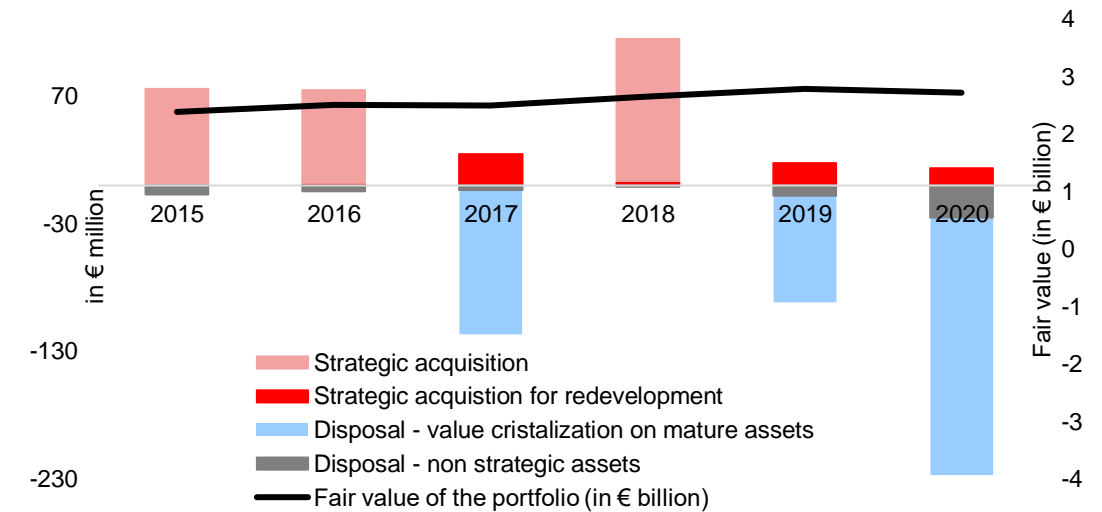 4
3
2
1
0
-1
-2
-3
-4
Fair value (in € billion)
70
-30
-130
-230
in € million
2015 2016 2017 2018 2019 2020
Strategic acquisition
Strategic acquistion for redevelopment
Disposal - value cristalization on mature assets
Disposal - non strategic assets
Fair value of the portfolio (in € billion)